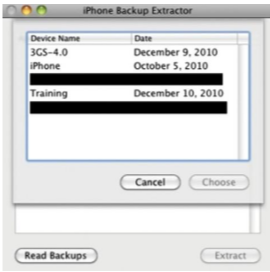 iPhone Backup Extractor
Device Name Date
3GS-4.0 December 9, 2010
iPhone October 5, 2010
Training December 10, 2010
Cancel Choose
Read Backups Extract